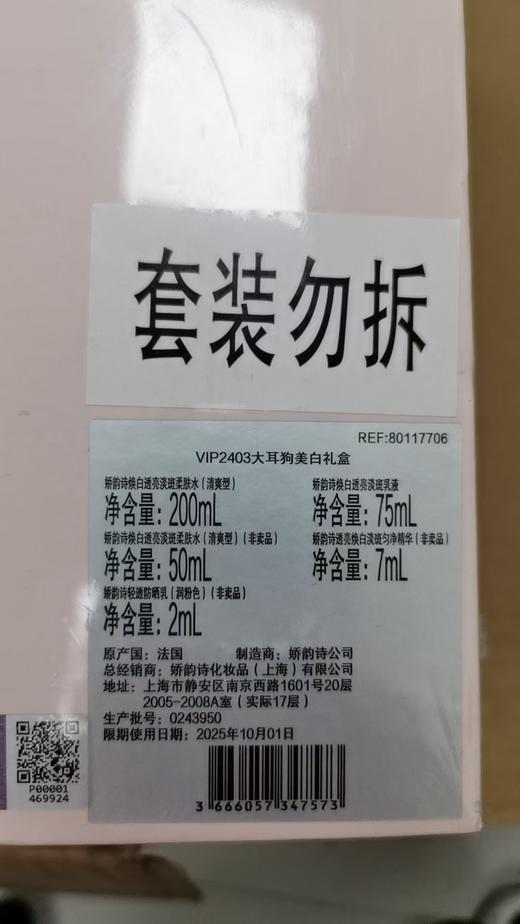 套装勿拆
REF:80117706
VIP2403大耳狗美白礼盒
娇韵诗焕白透亮淡斑柔肤水（清爽型）
净含量：200mL
娇韵诗焕白透亮淡斑乳液
净含量：75mL
娇韵诗焕白透亮淡斑柔肤水（清爽型）（非卖品）
净含量：50mL
娇韵诗透亮焕白淡斑匀净精华（非卖品）
净含量：7mL
娇韵诗轻透防晒乳（润粉色）（非卖品）
净含量：2mL
原产国：法国 制造商：娇韵诗公司
总经销商：娇韵诗化妆品（上海）有限公司
地址：上海市静安区南京西路1601号20层
2005-2008A室（实际17层）
生产批号：0243950
限期使用日期：2025年10月01日
3 666057 347573
P00001
469924